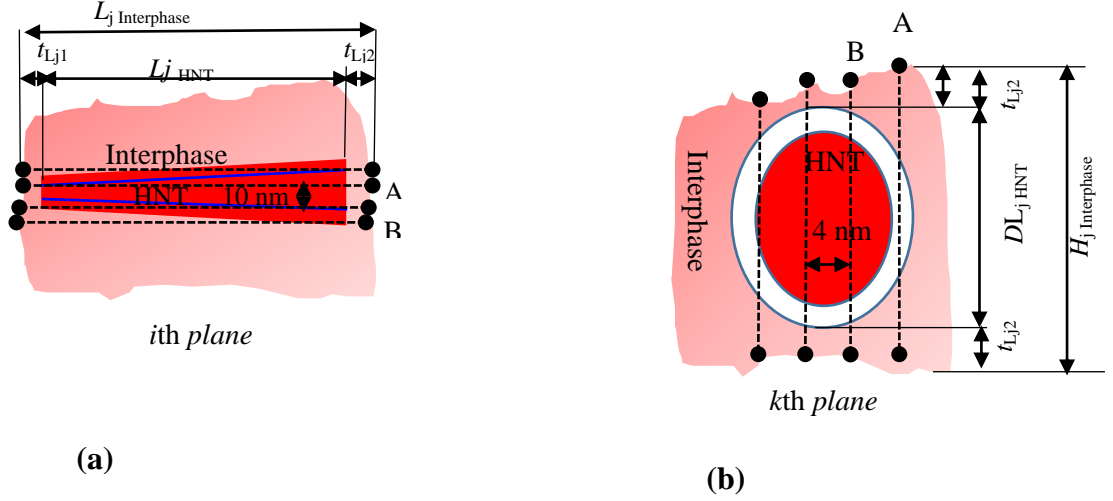 L j Interphase
tLj1
Lj HNT
tLj2
Interphase
HNT
10 nm
A
B
ith plane
(a)
A
B
tLj2
HNT
Interphase
4 nm
DLj HNT
Hj Interphase
tLj2
kth plane
(b)